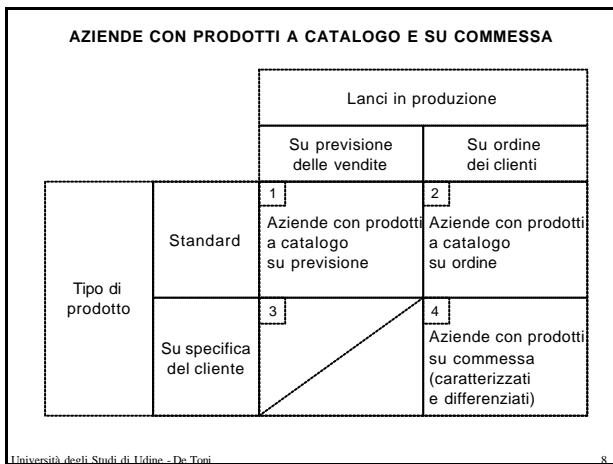 AZIENDE CON PRODOTTI A CATALOGO E SU COMMESSA
Lanci in produzione
Su previsione
delle vendite
Su ordine
dei clienti
Tipo di
prodotto
Standard
1
Aziende con prodotti
a catalogo
su previsione
2
Aziende con prodotti
a catalogo
su ordine
Su specifica
del cliente
3
4
Aziende con prodotti
su commessa
(caratterizzati
e differenziati)
Università degli Studi di Udine - De Toni
8